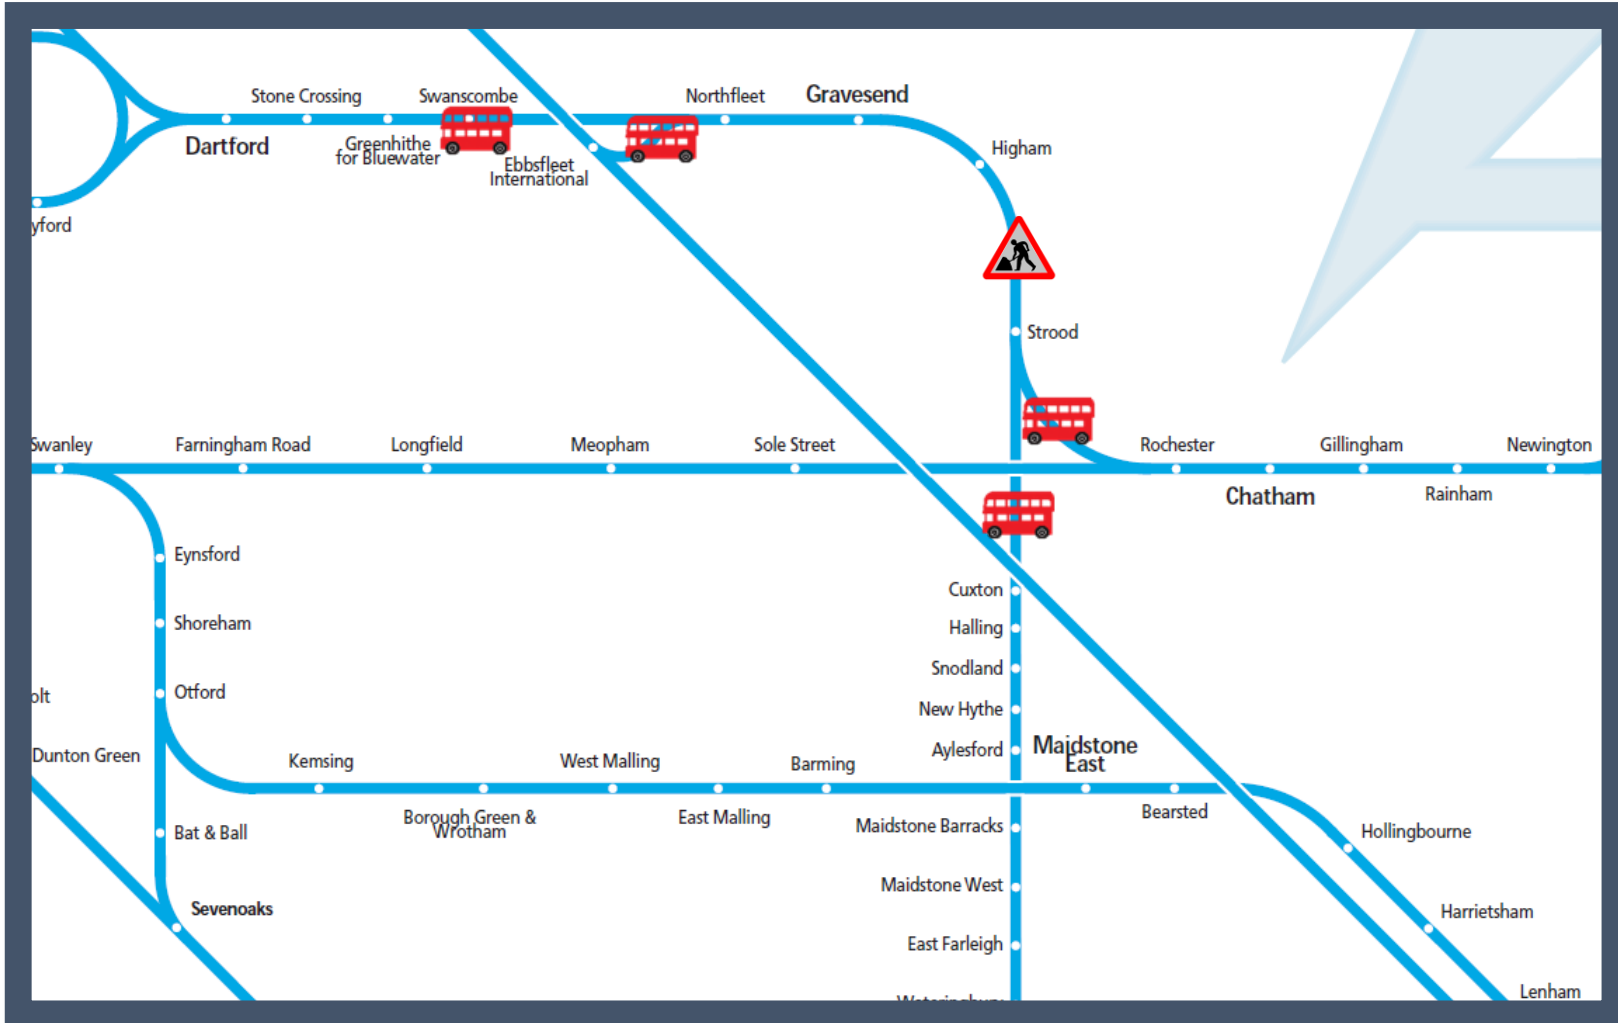 Stone Crossing
Swanscombe
Northfleet
Gravesend
Dartford
Greenhithe
for Bluewater
Ebbsfleet
International
Higham
yford
Strood
Swanley
Farningham Road
Longfield
Meopham
Sole Street
Rochester
Gillingham
Newington
Chatham
Rainham
Eynsford
Cuxton
Shoreham
Halling
Snodland
Otford
olt
New Hythe
Dunton Green
Aylesford
Maidstone
East
Kemsing
West Malling
Barming
Borough Green &
Wrotham
East Malling
Bearsted
Bat & Ball
Maidstone Barracks
Hollingbourne
Maidstone West
Sevenoaks
Harrietsham
East Farleigh
Lenham